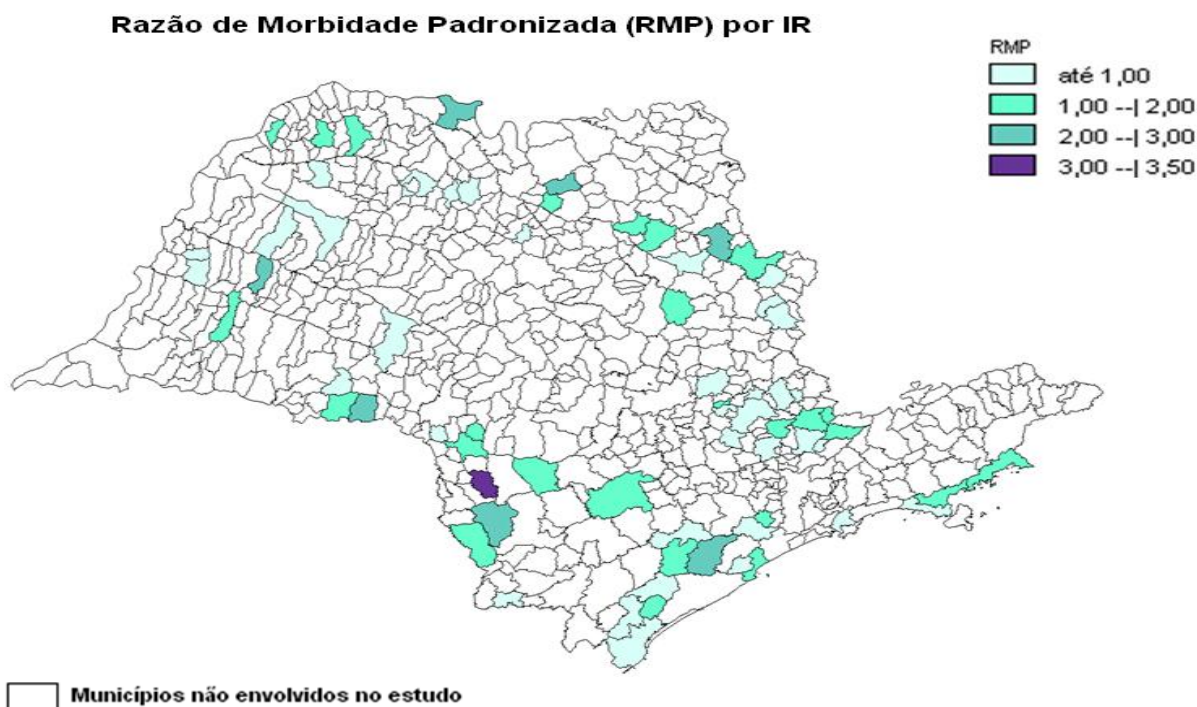 Razão de Morbidade Padronizada (RMP) por IR
RMP
até 1,00
1,00 --| 2,00
2,00 --| 3,00
3,00 --| 3,50
Municípios não envolvidos no estudo